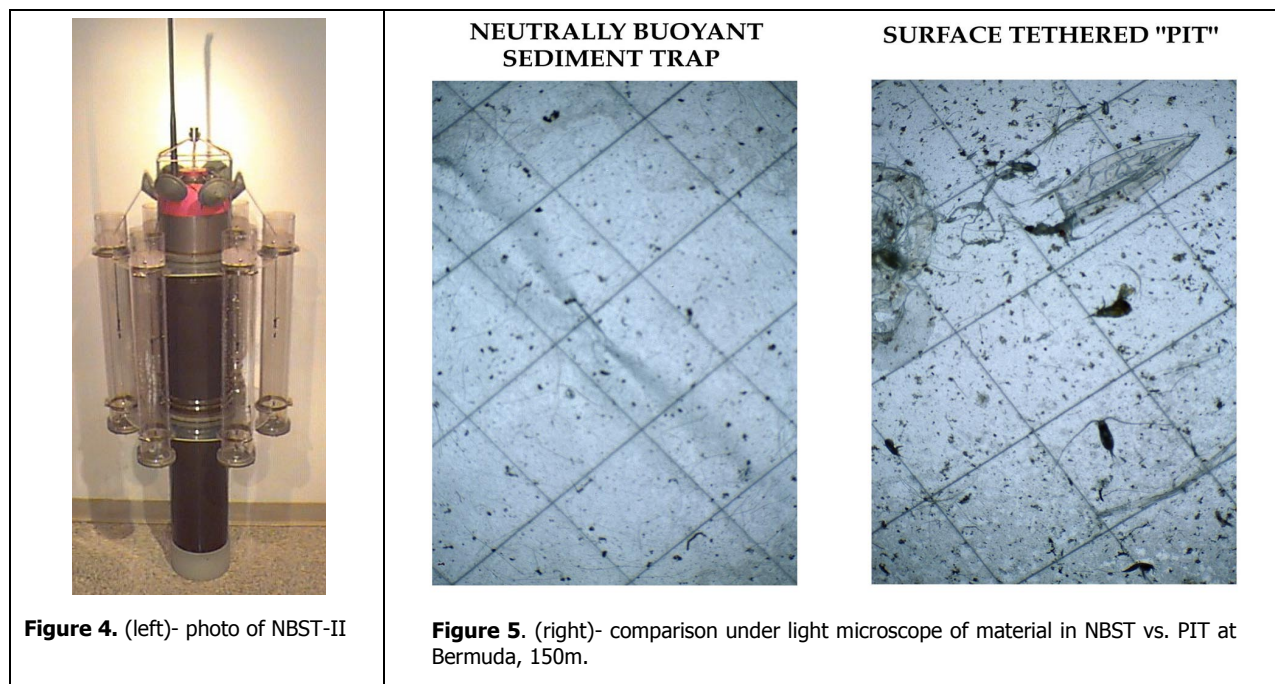 NEUTRALLY BUOYANT
SEDIMENT TRAP
SURFACE TETHERED "PIT"
Figure 4. (left)- photo of NBST-II
Figure 5. (right)- comparison under light microscope of material in NBST vs. PIT at
Bermuda, 150m.